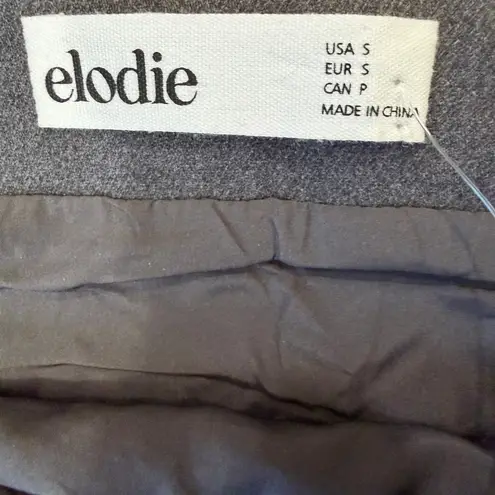 elodie
USA S
EUR S
CAN P
MADE IN CHINA